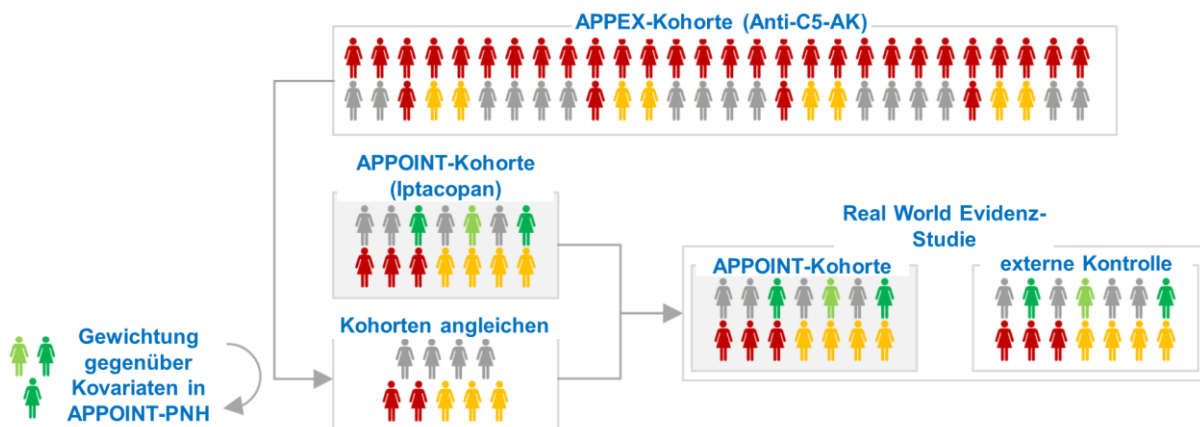 APPEX-Kohorte (Anti-C5-AK)
APPOINT-Kohorte
(Iptacopan)
Real World Evidenz-
Studie
APPOINT-Kohorte
externe Kontrolle
Kohorten angleichen
Gewichtung
gegenüber
Kovariaten in
APPOINT-PNH